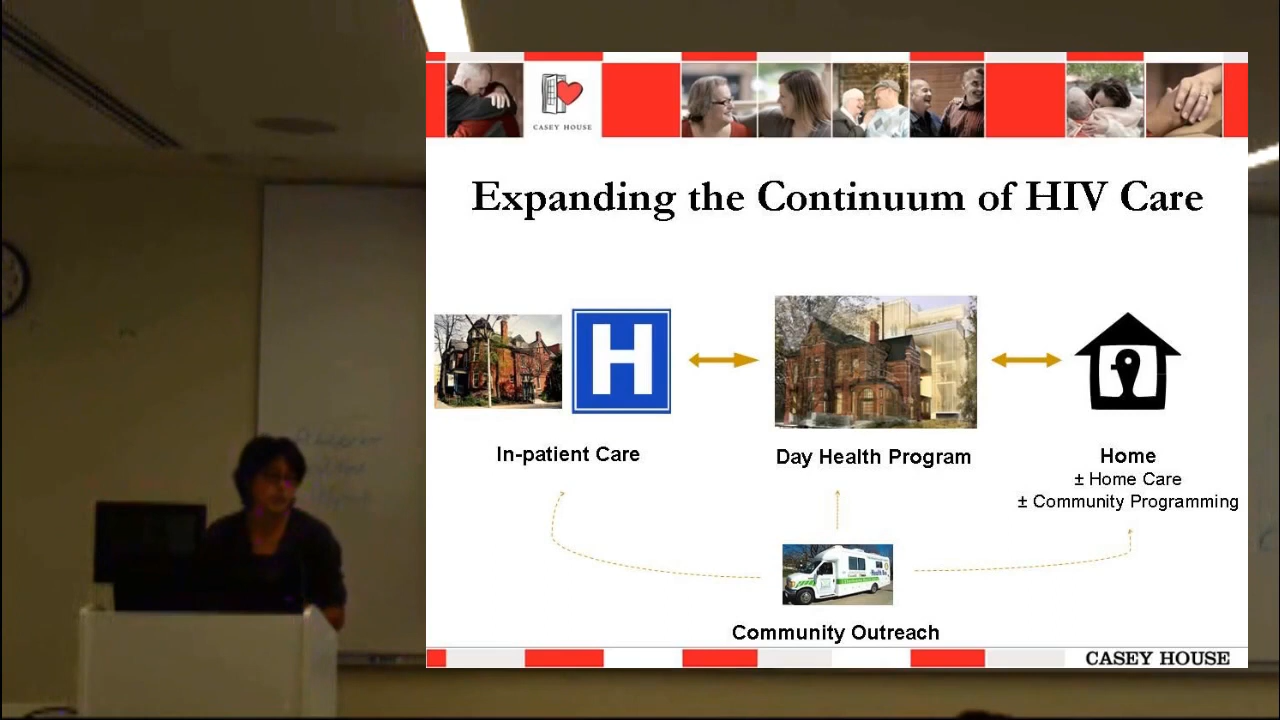 CASEY HOUSE
Expanding the Continuum of HIV Care
H
In-patient Care
Day Health Program
Home
± Home Care
± Community Programming
Community Outreach
CASEY HOUSE